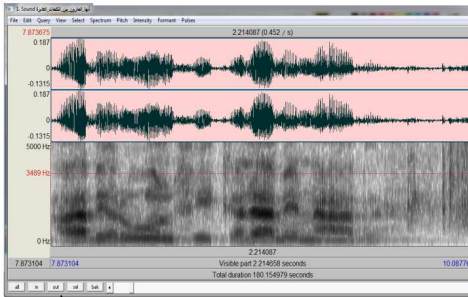 1. Sound
File Edit Query View Select Spectrum Pitch Intensity Formant Pulses
7.873675 2.214087 (0.452 / s)
0.187
0
-0.1315
0.187
0
-0.1315
5000 Hz
3489 Hz
0 Hz
2.214087
7.873104 7.873104 Visible part 2.214658 seconds 10.08776
Total duration 180.154979 seconds
all in out sel bak